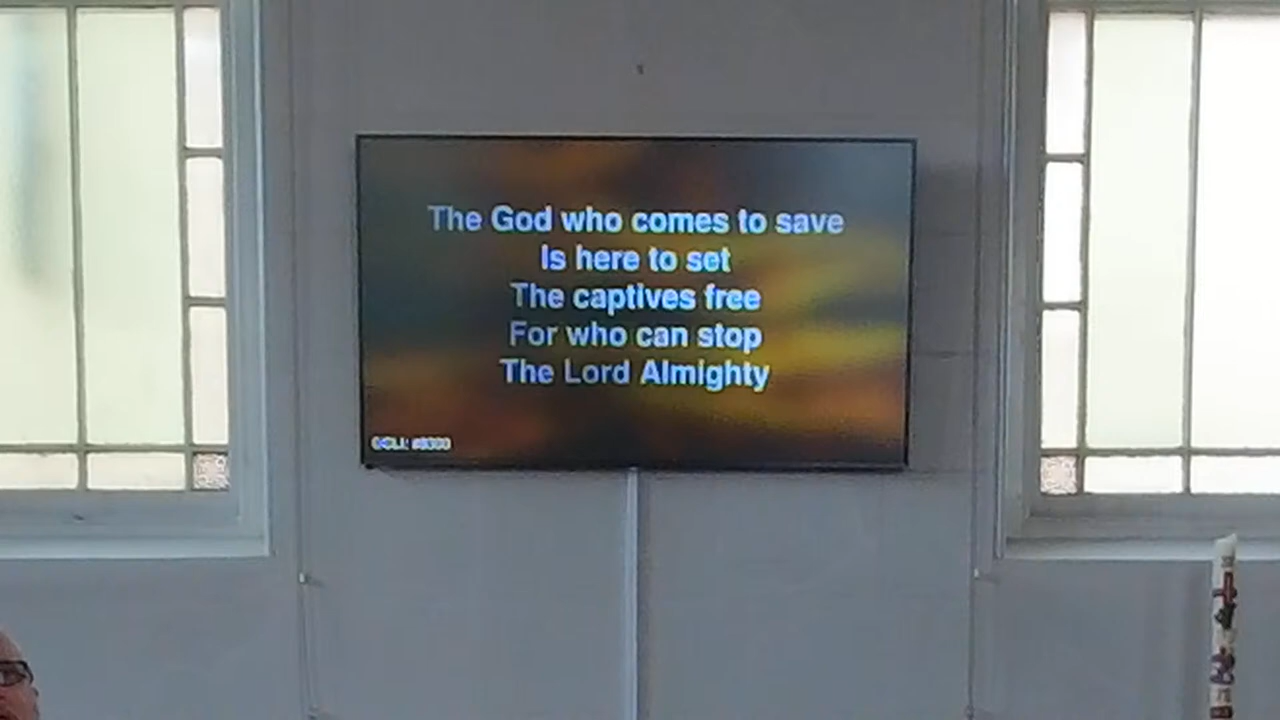 The God who comes to save
Is here to set
The captives free
For who can stop
The Lord Almighty